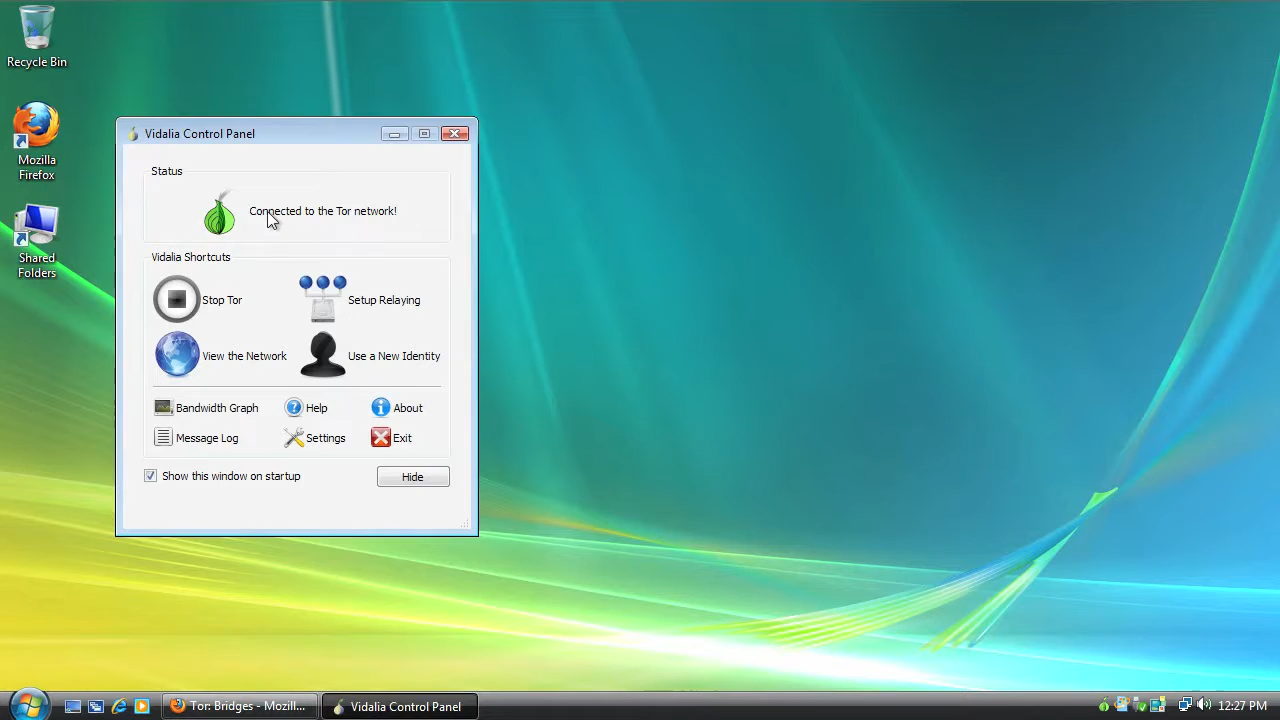 Recycle Bin
Mozilla
Firefox
Shared
Folders
Vidalia Control Panel
Status
Connected to the Tor network!
Vidalia Shortcuts
Stop Tor
Setup Relaying
View the Network
Use a New Identity
Bandwidth Graph
Help
About
Message Log
Settings
Exit
Show this window on startup
Hide
Tor: Bridges - Mozill...
Vidalia Control Panel
12:27 PM